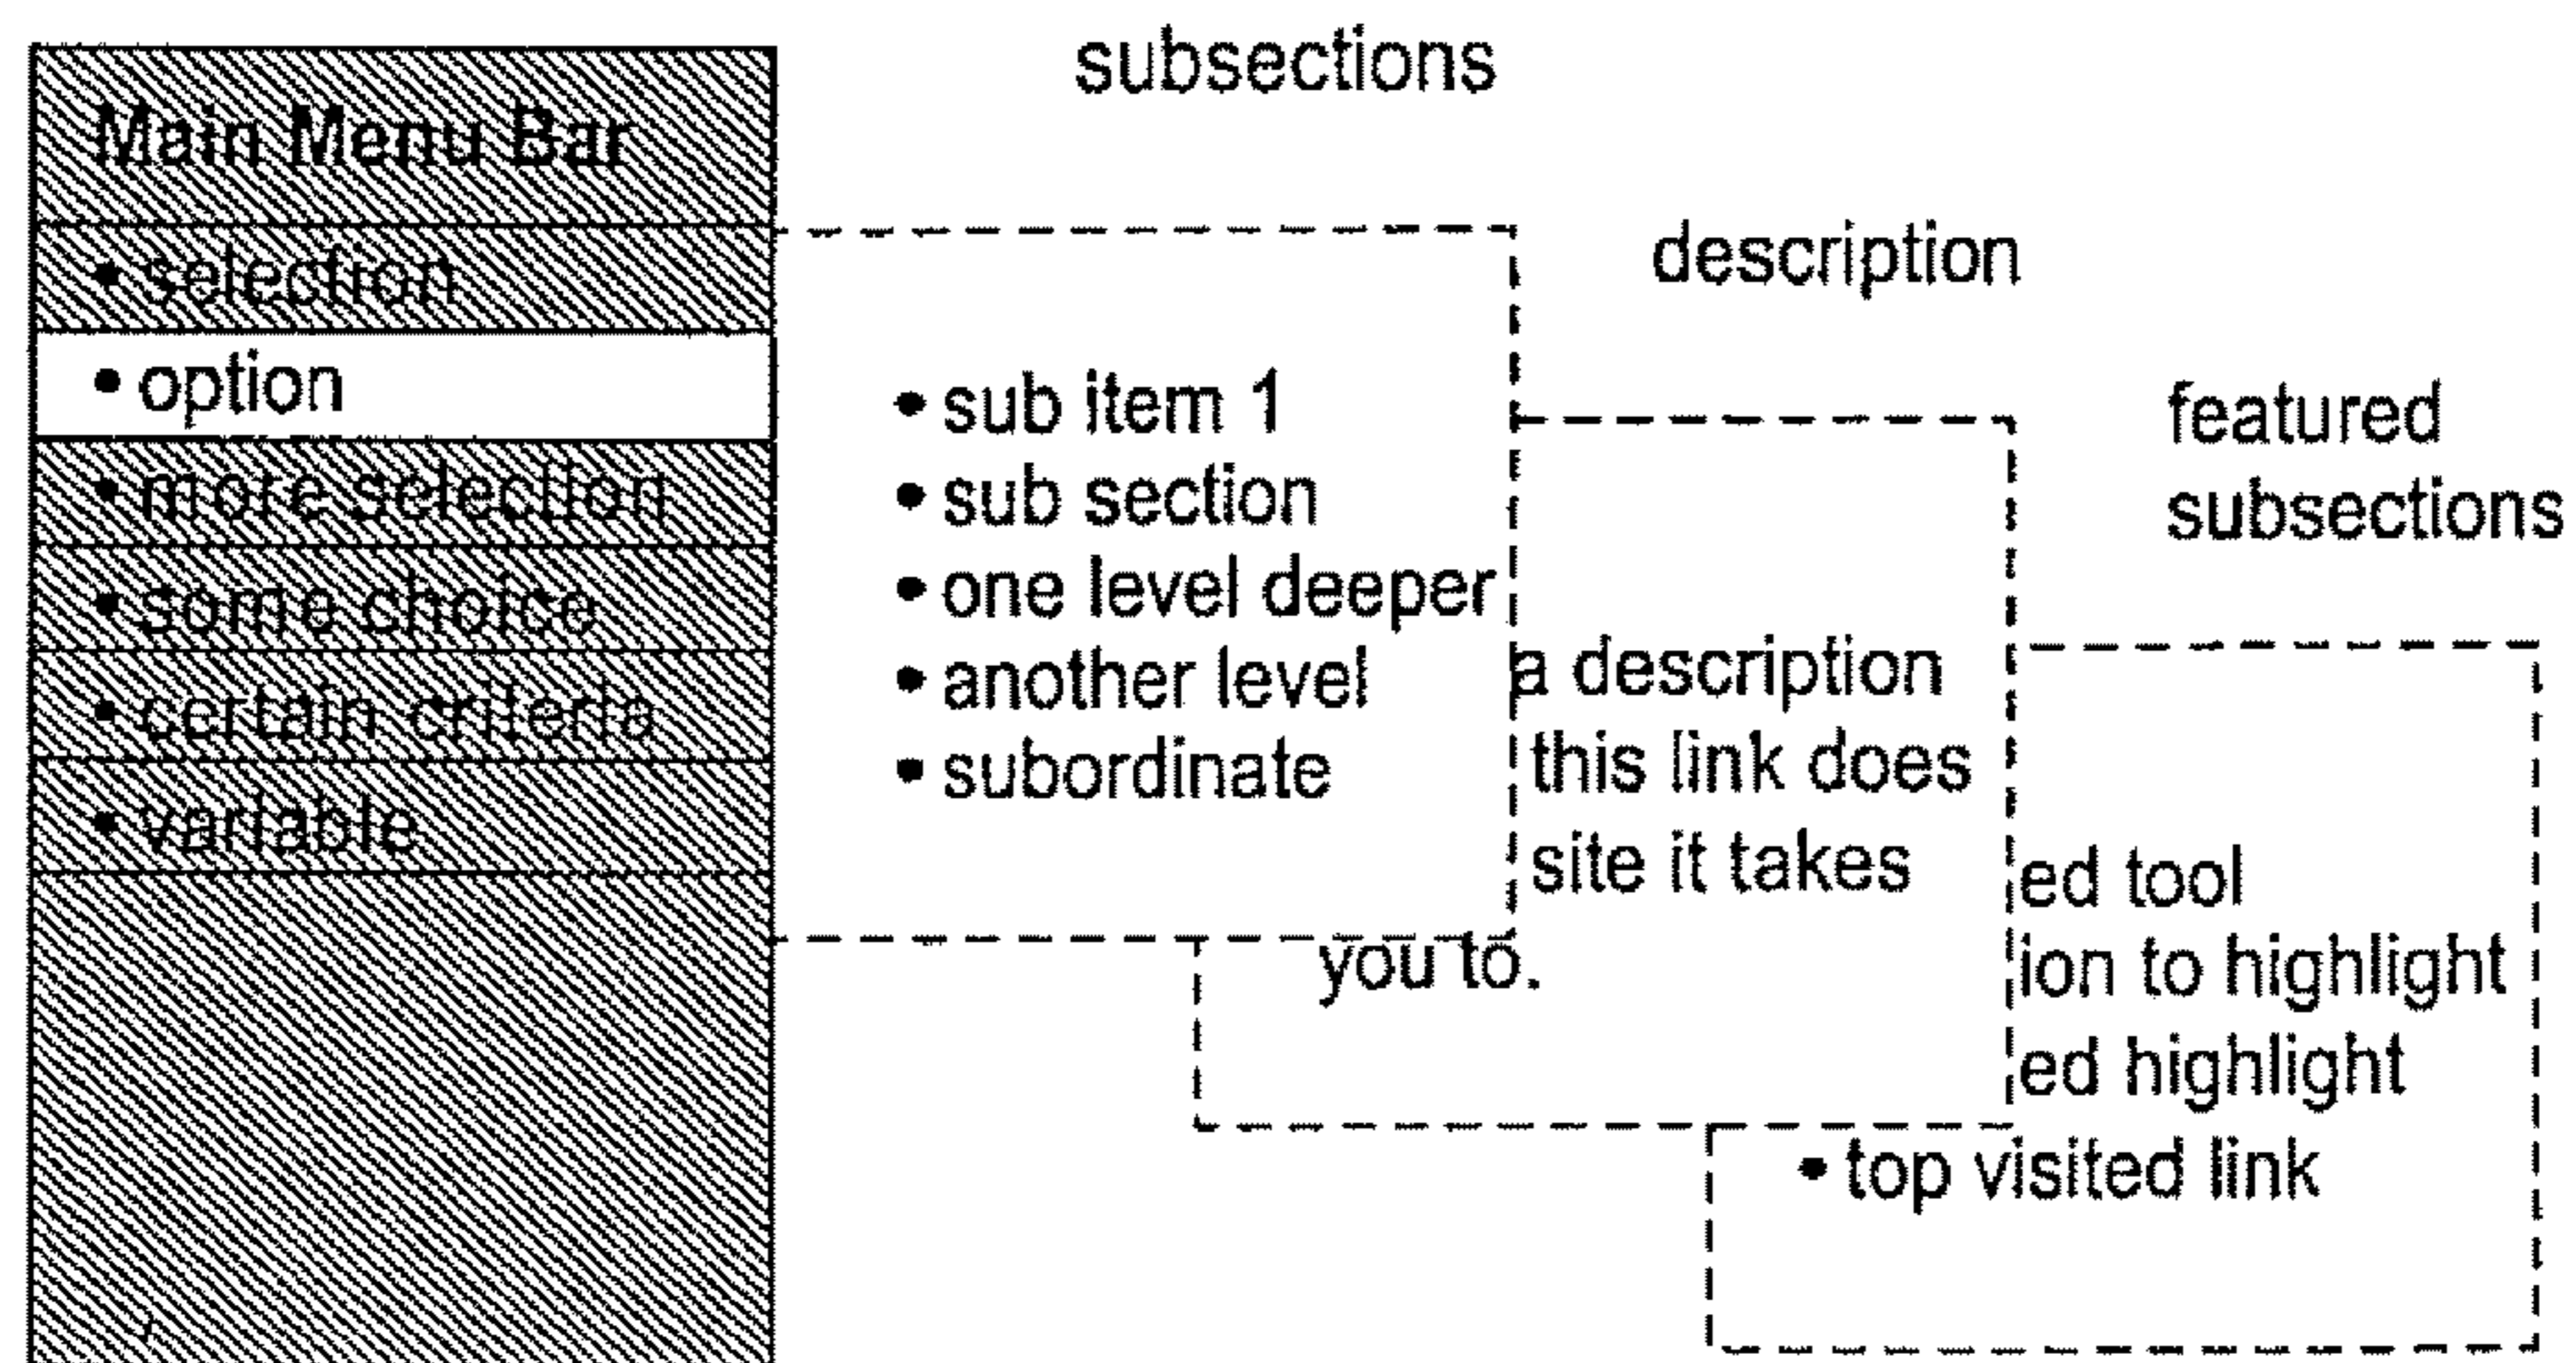 Main Menu Bar
• selection
• option
• more selection
• some choice
• certain criteria
• variable
subsections
• sub item 1
• sub section
• one level deeper
• another level
• subordinate
description
a description
this link does
site it takes
you to.
featured
subsections
ed tool
ion to highlight
ed highlight
• top visited link